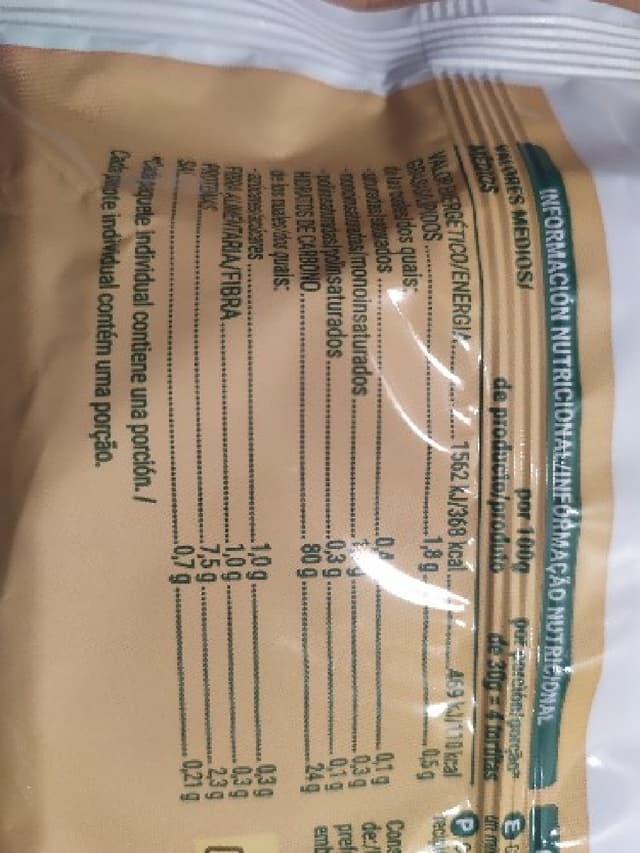 INFORMACIÓN NUTRICIONAL/INFORMAÇÃO NUTRICIONAL
VALORES MEDIOS/ por 100g por porción/porção*
MÉDIOS de producto/produto de 30g = 4 tortitas
VALOR ENERGÉTICO/ENERGIA 1562 kJ/368 kcal 469 kJ/110 kcal
GRASAS/LÍPIDOS 1,8 g 0,5 g
de las cuales/dos quais:
-saturadas/saturados 0,4 0,1 g
-monoinsaturadas/monoinsaturados g 0,3 g
-poliinsaturadas/polinsaturados 0,3 g 0,1 g
HIDRATOS DE CARBONO 80 g 24 g
de los cuales/dos quais:
-azúcares/açúcares 1,0 g 0,3 g
FIBRA ALIMENTARIA/FIBRA 1,0 g 0,3 g
PROTEÍNAS 7,5 g 2,3 g
SAL 0,7 g 0,21 g
*Cada paquete individual contiene una porción./
Cada pacote individual contém uma porção.
E
P
Cons
de:/
pref
emb